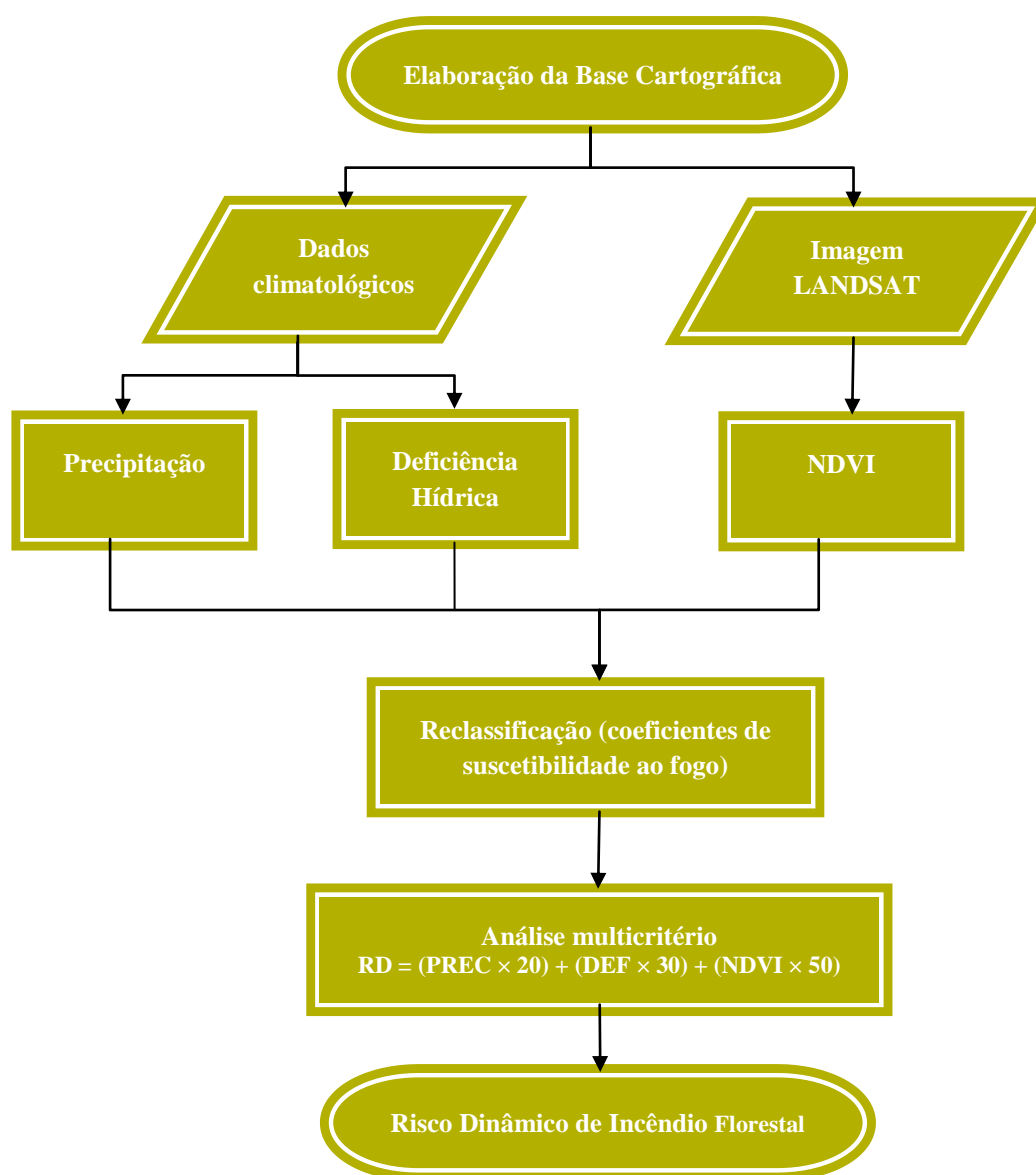 Elaboração da Base Cartográfica
Dados
climatológicos
Imagem
LANDSAT
Precipitação
Deficiência
Hídrica
NDVI
Reclassificação (coeficientes de
suscetibilidade ao fogo)
Análise multicritério
RD = (PREC × 20) + (DEF × 30) + (NDVI × 50)
Risco Dinâmico de Incêndio Florestal